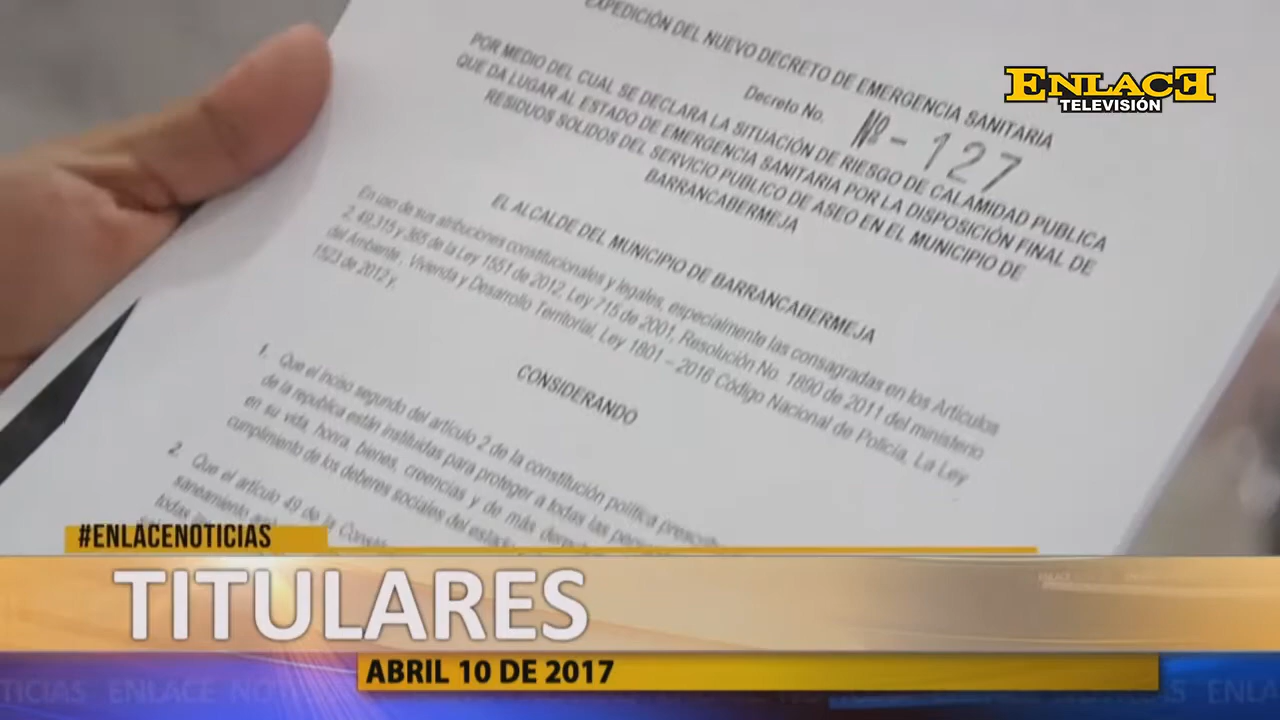 EXPEDICIÓN DEL NUEVO DECRETO DE EMERGENCIA SANITARIA
Decreto No. Nº - 127
POR MEDIO DEL CUAL SE DECLARA LA SITUACIÓN DE RIESGO DE CALAMIDAD PUBLICA
QUE DA LUGAR AL ESTADO DE EMERGENCIA SANITARIA POR LA DISPOSICIÓN FINAL DE
RESIDUOS SOLIDOS DEL SERVICIO PUBLICO DE ASEO EN EL MUNICIPIO DE
BARRANCABERMEJA
EL ALCALDE DEL MUNICIPIO DE BARRANCABERMEJA
En uso de sus atribuciones constitucionales y legales, especialmente las consagradas en los Artículos
2, 49,315 y 365 de la Ley 1551 de 2012, Ley 715 de 2001, Resolución No. 1890 de 2011 del ministerio
del Ambiente, Vivienda y Desarrollo Territorial, Ley 1801 – 2016 Código Nacional de Policía, La Ley
1523 de 2012 y,
CONSIDERANDO
1. Que el inciso segundo del artículo 2 de la constitución política
de la republica están instituidas para proteger a todas las
en su vida, honra, bienes, creencias y de más
cumplimiento de los deberes sociales del estado
2. Que el artículo 49 de la
saneamiento
todas
ENLACE
TELEVISIÓN
#ENLACENOTICIAS
TITULARES
ENLACE
ABRIL 10 DE 2017
TICIAS ENLACE